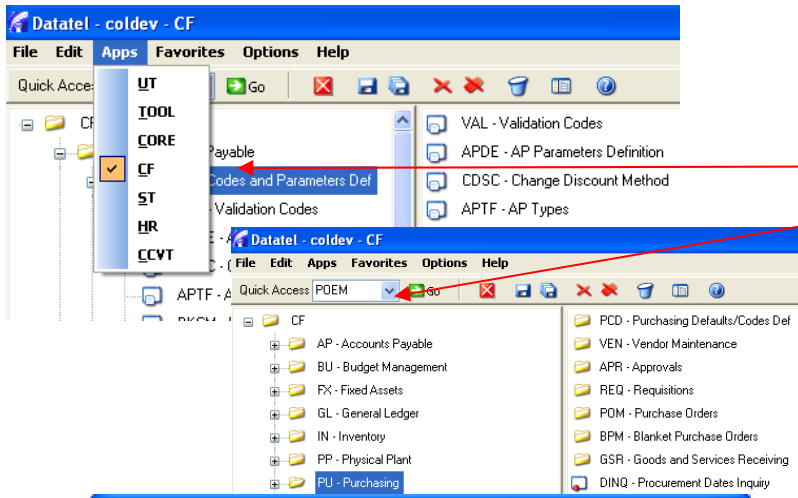 Datatel - coldev - CF
File Edit Apps Favorites Options Help
Quick Acce Go
UT
TOOL
CORE
CF
ST
HR
CCVT
CF
Payable
Codes and Parameters Def
- Validation Codes
APTF - A
VAL - Validation Codes
APDE - AP Parameters Definition
CDSC - Change Discount Method
APTF - AP Types
Datatel - coldev - CF
File Edit Apps Favorites Options Help
Quick Access POEM Go
CF
AP - Accounts Payable
BU - Budget Management
FX - Fixed Assets
GL - General Ledger
IN - Inventory
PP - Physical Plant
PU - Purchasing
PCD - Purchasing Defaults/Codes Def
VEN - Vendor Maintenance
APR - Approvals
REQ - Requisitions
POM - Purchase Orders
BPM - Blanket Purchase Orders
GSR - Goods and Services Receiving
DINQ - Procurement Dates Inquiry